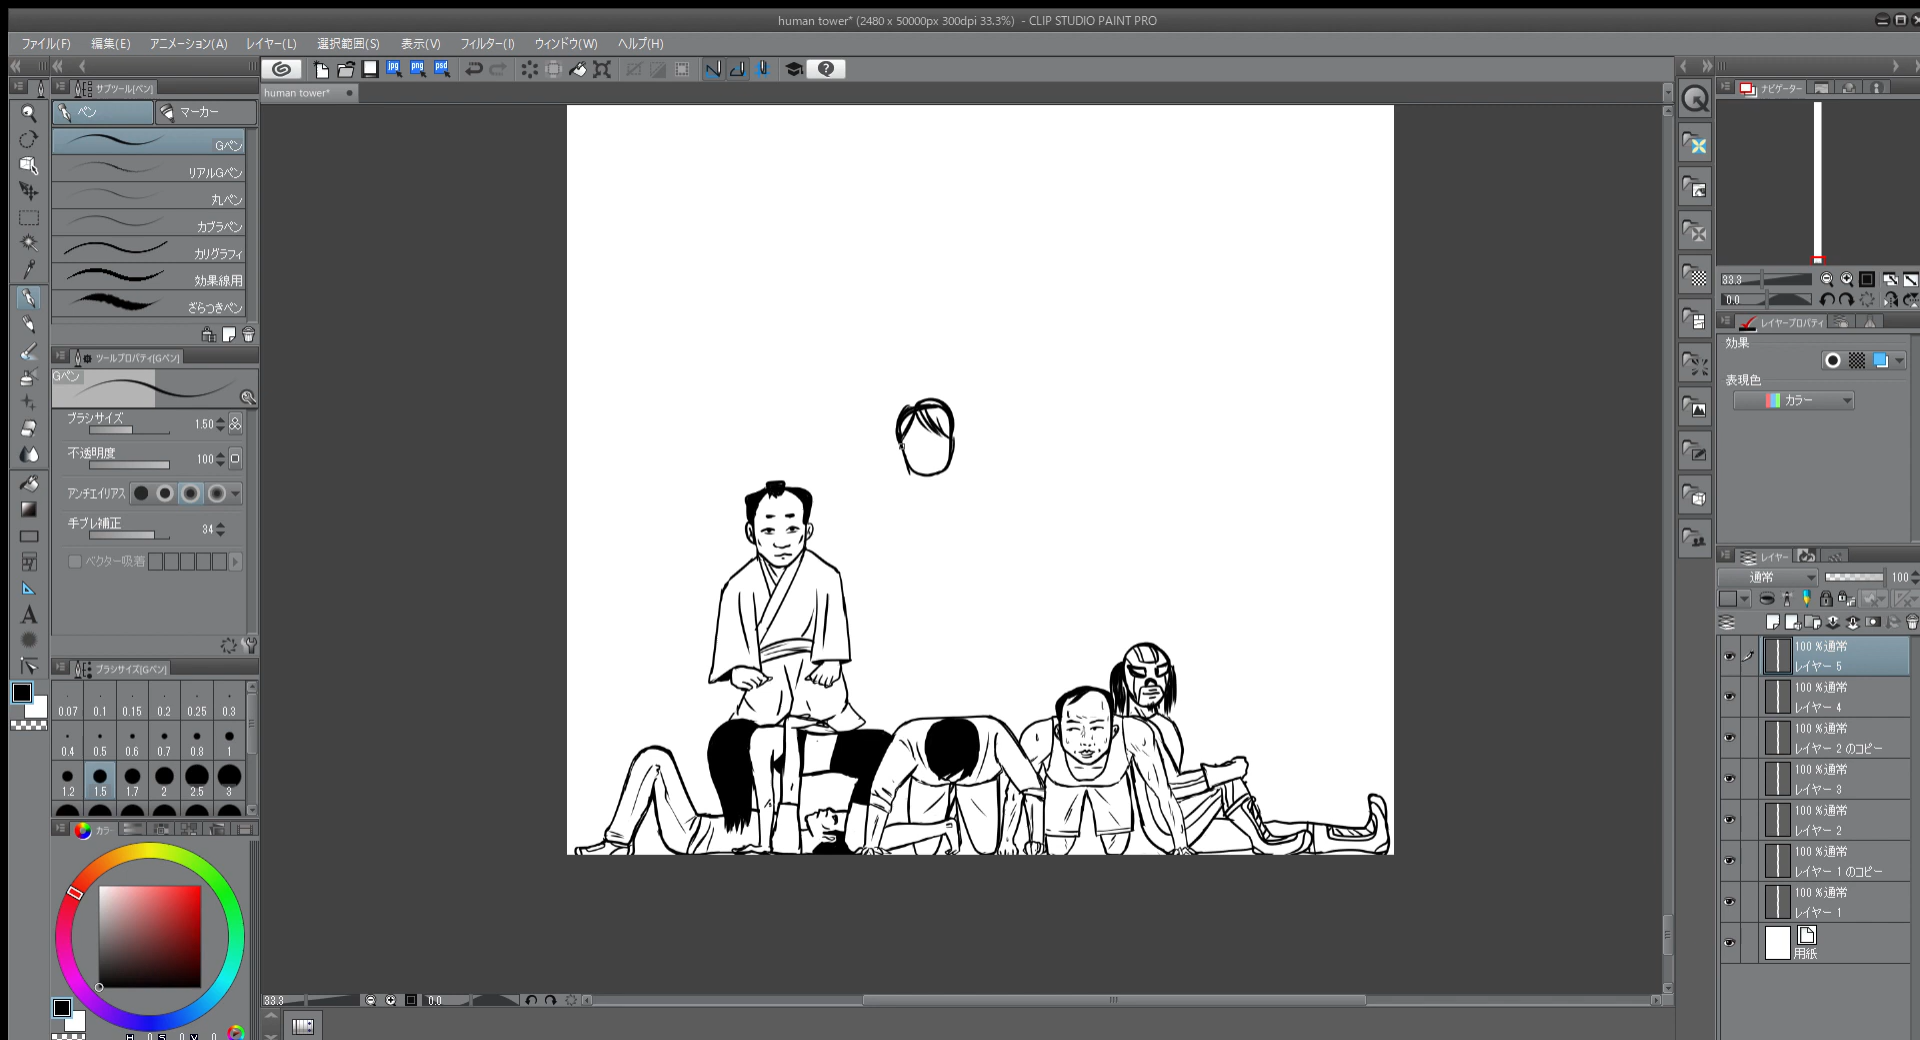 human tower* (2480 x 50000px 300dpi 33.3%) - CLIP STUDIO PAINT PRO
ファイル(F) 編集(E) アニメーション(A) レイヤー(L) 選択範囲(S) 表示(V) フィルター(I) ウィンドウ(W) ヘルプ(H)
jpg png psd
サブツール[ペン]
human tower*
ナビゲーター
ペン マーカー
Gペン
リアルGペン
丸ペン
カブラペン
カリグラフィ
効果線用
ざらつきペン
33.3
0.0
レイヤープロパティ
効果
表現色
カラー
ツールプロパティ[Gペン]
Gペン
ブラシサイズ 1.50
不透明度 100
アンチエイリアス
手ブレ補正 34
ベクター吸着
レイヤー
通常 100
ブラシサイズ[Gペン]
0.07 0.1 0.15 0.2 0.25 0.3
0.4 0.5 0.6 0.7 0.8 1
1.2 1.5 1.7 2 2.5 3
100 %通常
レイヤー 5
100 %通常
レイヤー 4
100 %通常
レイヤー 2 のコピー
100 %通常
レイヤー 3
100 %通常
レイヤー 2
100 %通常
レイヤー 1 のコピー
100 %通常
レイヤー 1
用紙
カラ
33.3 0.0